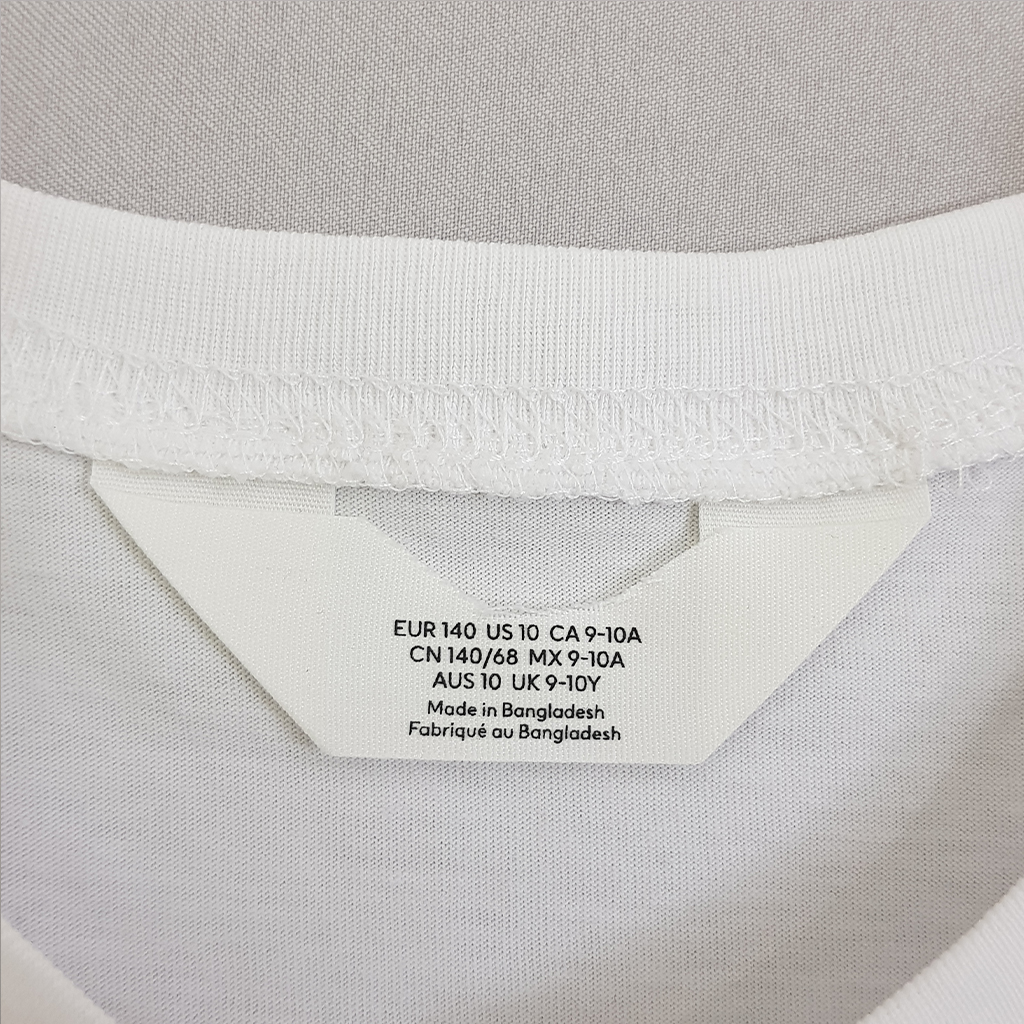 EUR 140 US 10 CA 9-10A
CN 140/68 MX 9-10A
AUS 10 UK 9-10Y
Made in Bangladesh
Fabriqué au Bangladesh